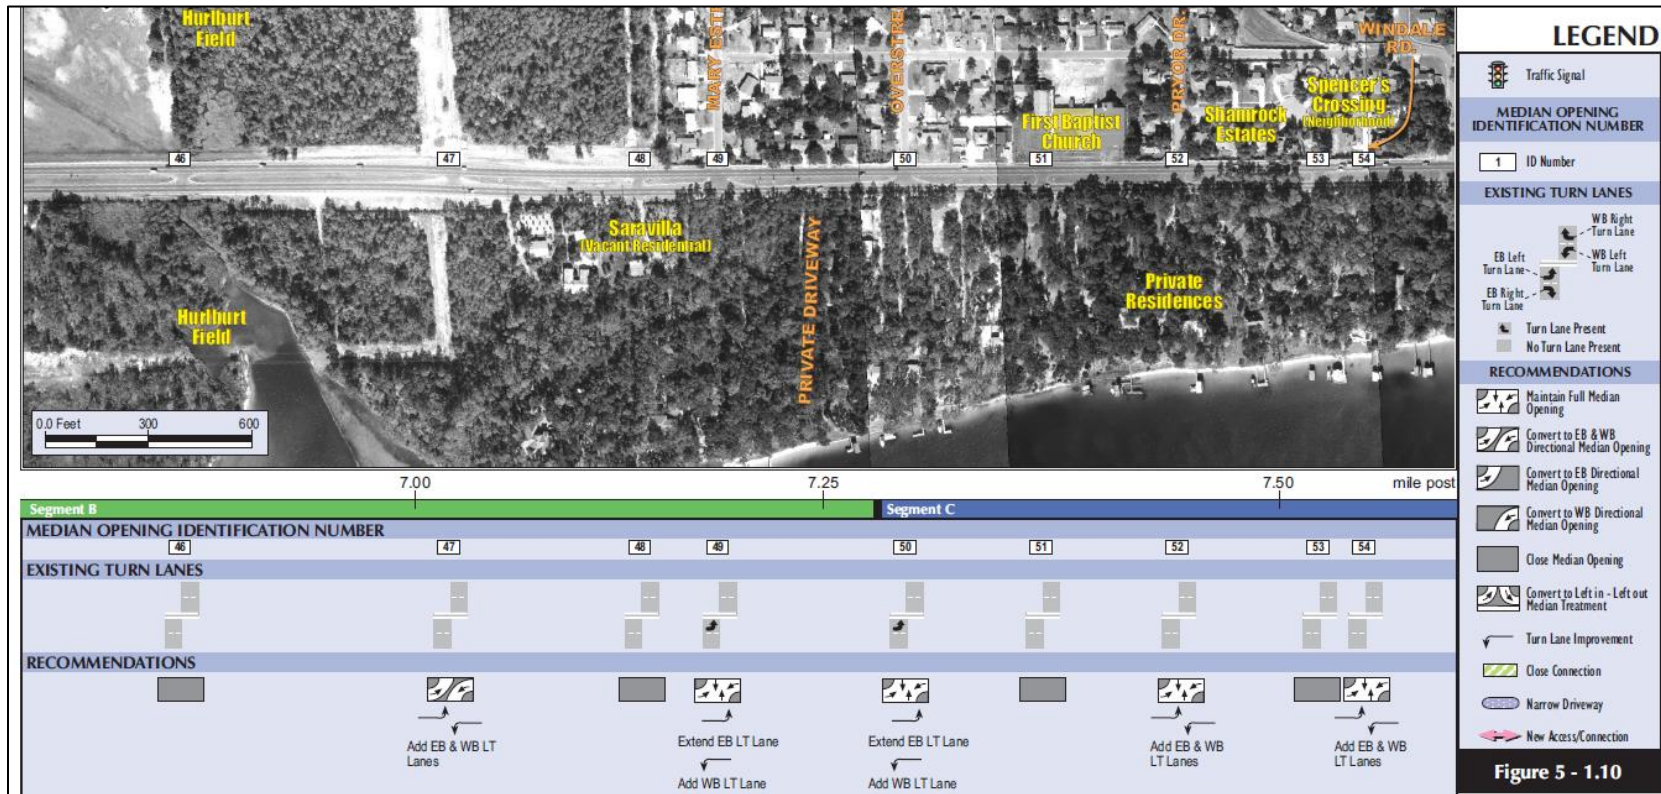 Hurlburt
Field
MARY ESTE
OVERSTRE
PRYOR DR.
WINDALE
RD.
First Baptist
Church
Shamrock
Estates
Spencer's
Crossing
(Neighborhood)
46
47
48
49
50
51
52
53
54
Saravilla
(Vacant Residential)
PRIVATE DRIVEWAY
Private
Residences
Hurlburt
Field
0.0 Feet 300 600
7.00 7.25 7.50 mile post
Segment B Segment C
MEDIAN OPENING IDENTIFICATION NUMBER
46 47 48 49 50 51 52 53 54
EXISTING TURN LANES
RECOMMENDATIONS
Add EB & WB LT
Lanes
Extend EB LT Lane
Add WB LT Lane
Extend EB LT Lane
Add WB LT Lane
Add EB & WB
LT Lanes
Add EB & WB
LT Lanes
LEGEND
Traffic Signal
MEDIAN OPENING
IDENTIFICATION NUMBER
1 ID Number
EXISTING TURN LANES
WB Right
Turn Lane
EB Left
Turn Lane
WB Left
Turn Lane
EB Right
Turn Lane
Turn Lane Present
No Turn Lane Present
RECOMMENDATIONS
Maintain Full Median
Opening
Convert to EB & WB
Directional Median Opening
Convert to EB Directional
Median Opening
Convert to WB Directional
Median Opening
Close Median Opening
Convert to Left in - Left out
Median Treatment
Turn Lane Improvement
Close Connection
Narrow Driveway
New Access/Connection
Figure 5 - 1.10